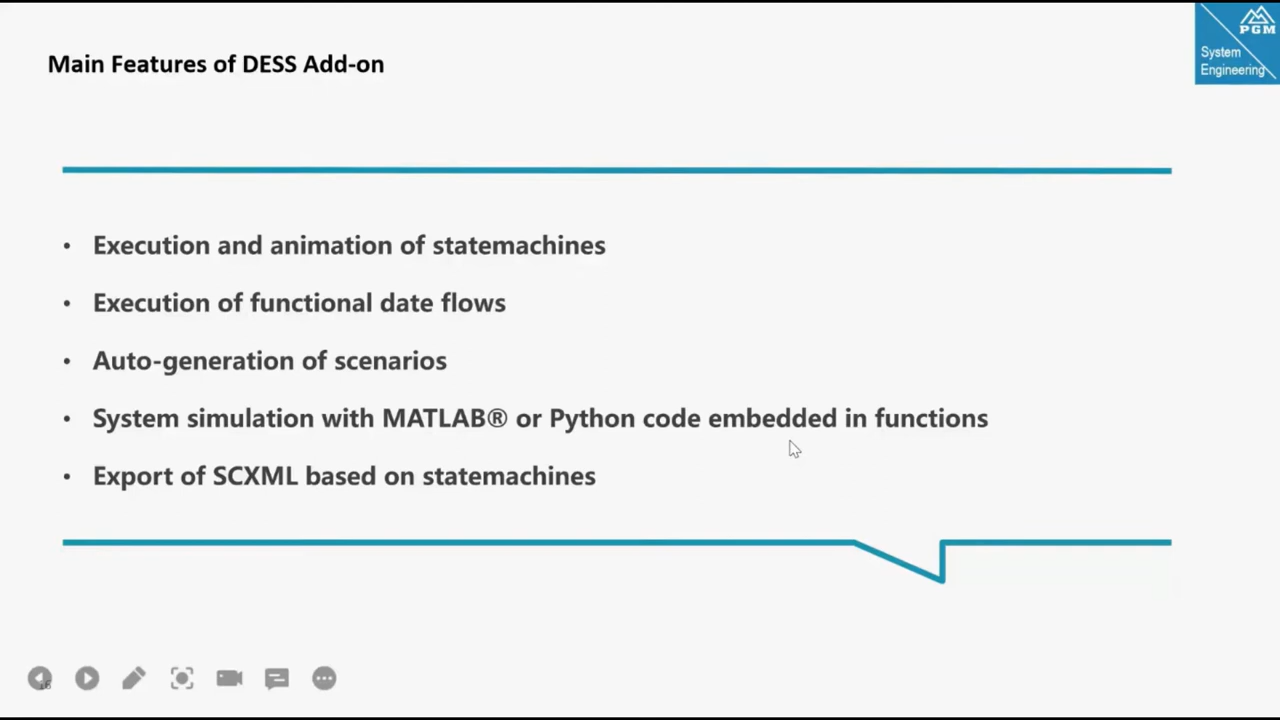 PGM
System
Engineering
Main Features of DESS Add-on
• Execution and animation of statemachines
• Execution of functional date flows
• Auto-generation of scenarios
• System simulation with MATLAB® or Python code embedded in functions
• Export of SCXML based on statemachines
16